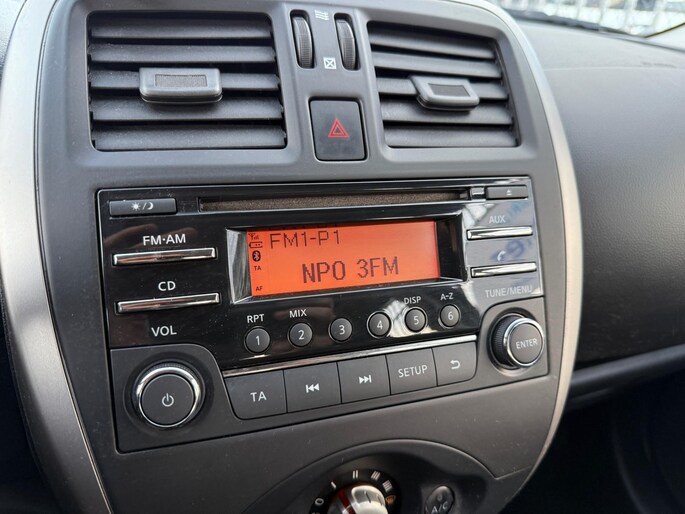 FM1-P1
TA
AF
NPO 3FM
FM·AM
CD
VOL
AUX
TUNE/MENU
ENTER
RPT
MIX
DISP
A-Z
1
2
3
4
5
6
TA
SETUP
A/C